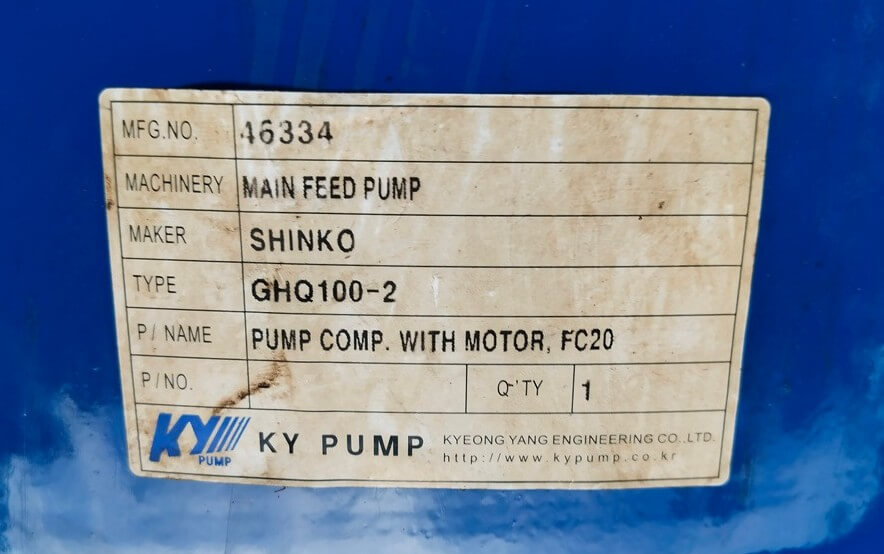 MFG.NO. 46334
MACHINERY MAIN FEED PUMP
MAKER SHINKO
TYPE GHQ100-2
P/ NAME PUMP COMP. WITH MOTOR, FC20
P/NO. Q-'TY 1
KY PUMP KY PUMP KYEONG YANG ENGINEERING CO.,LTD.
http://www.kypump.co.kr